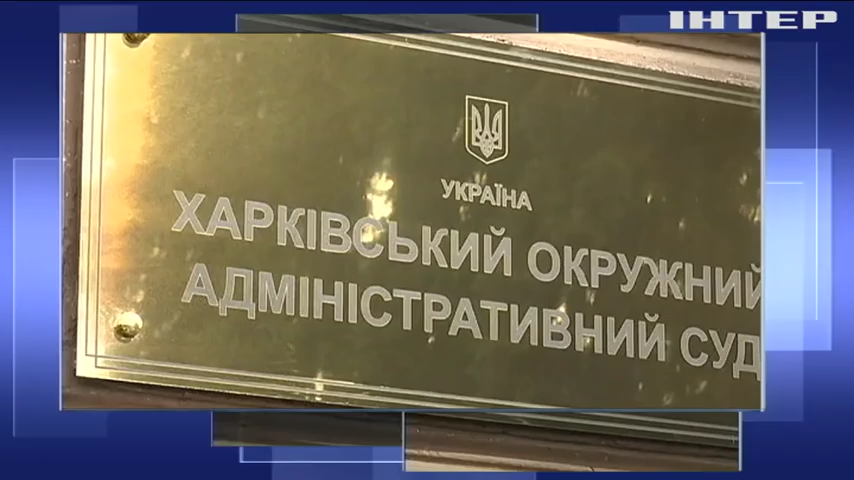 ІНТЕР
УКРАЇНА
ХАРКІВСЬКИЙ ОКРУЖНИЙ
АДМІНІСТРАТИВНИЙ СУД